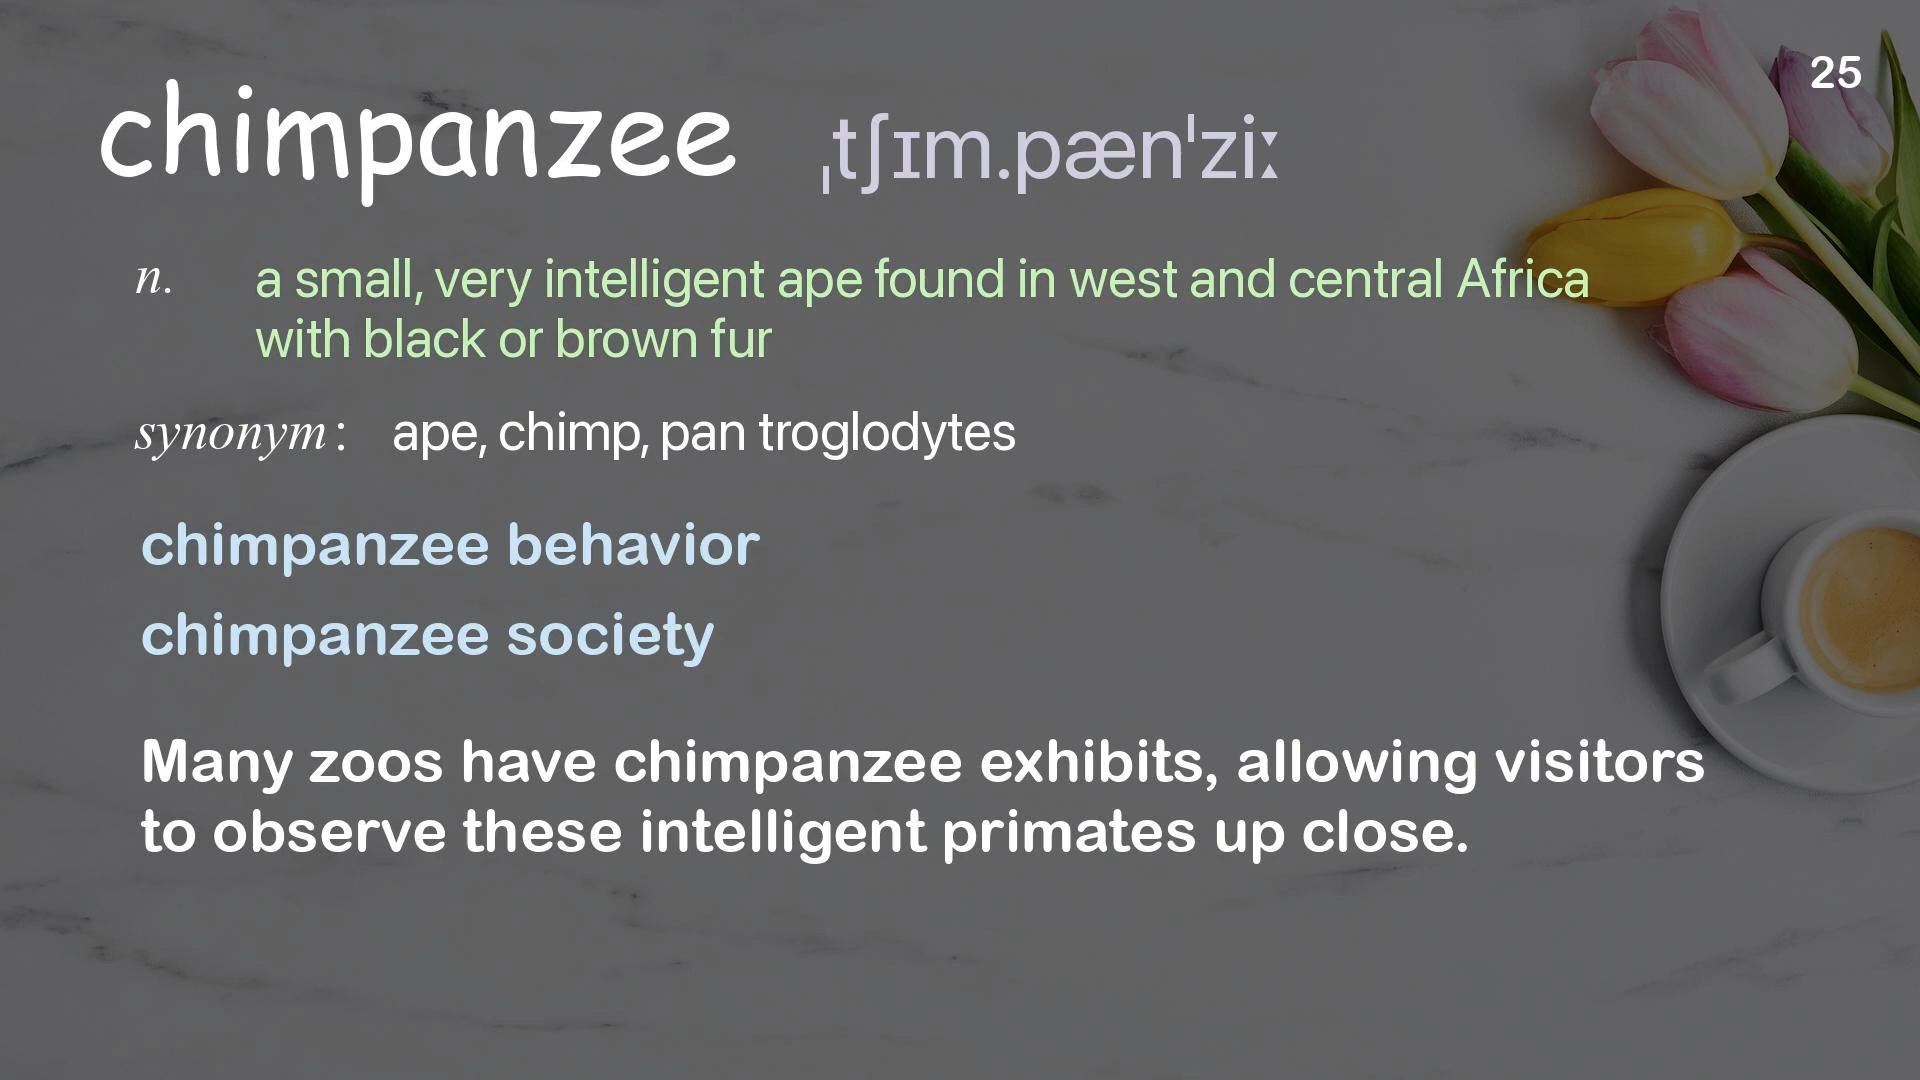 25
chimpanzee ˌtʃɪm.pænˈziː
n. a small, very intelligent ape found in west and central Africa
with black or brown fur
synonym: ape, chimp, pan troglodytes
chimpanzee behavior
chimpanzee society
Many zoos have chimpanzee exhibits, allowing visitors
to observe these intelligent primates up close.